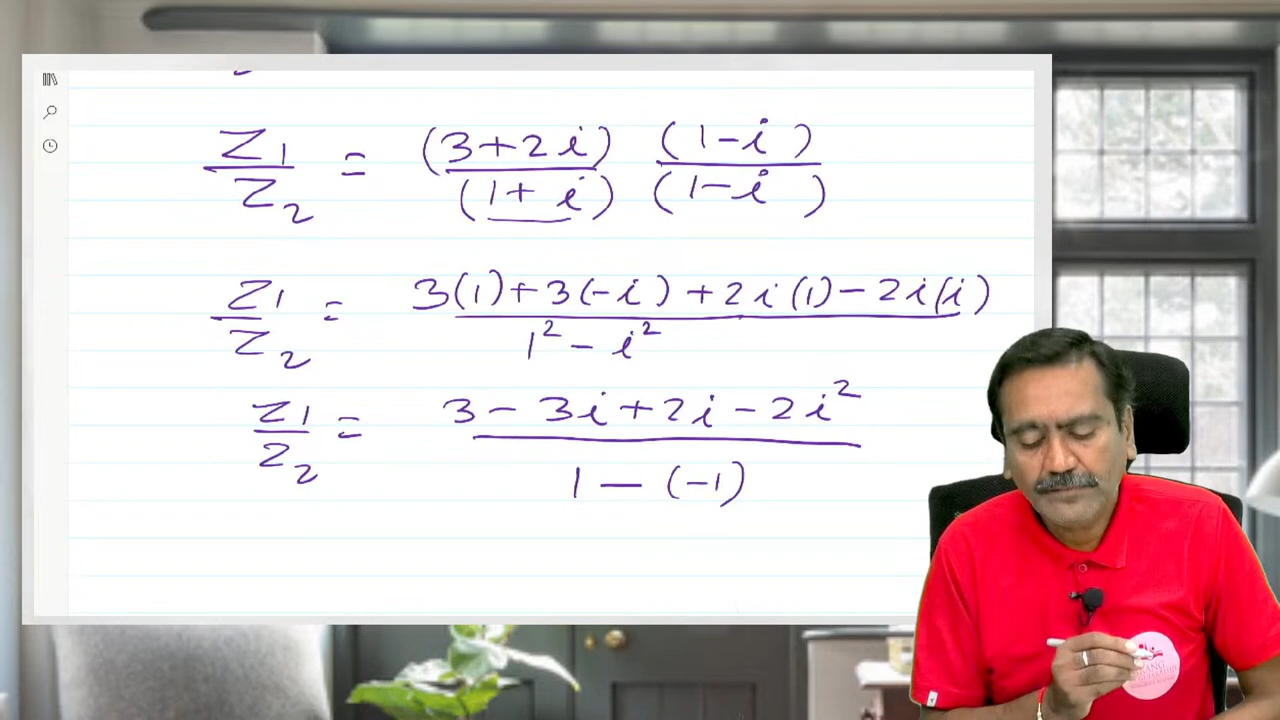 Z1/Z2 = (3+2i)/(1+i) (1-i)/(1-i)
Z1/Z2 = 3(1)+3(-i)+2i(1)-2i(i)/1²-i²
Z1/Z2 = 3-3i+2i-2i²/1-(-1)